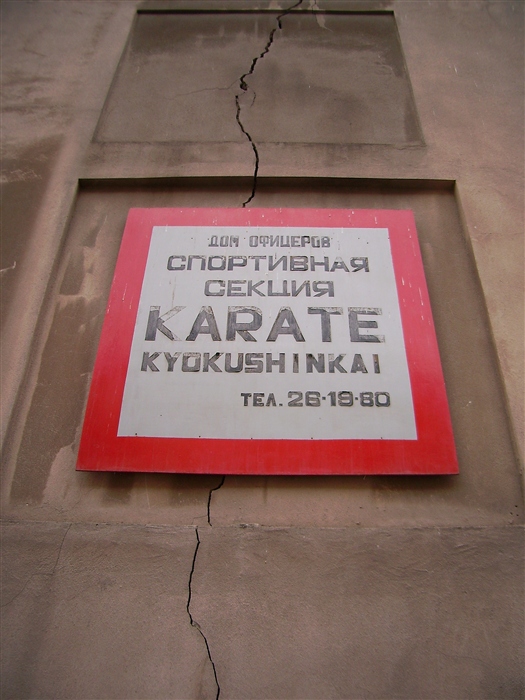 ДОМ ОФИЦЕРОВ
СПОРТИВНАЯ
СЕКЦИЯ
KARATE
KYOKUSHINKAI
ТЕЛ. 26·19·80